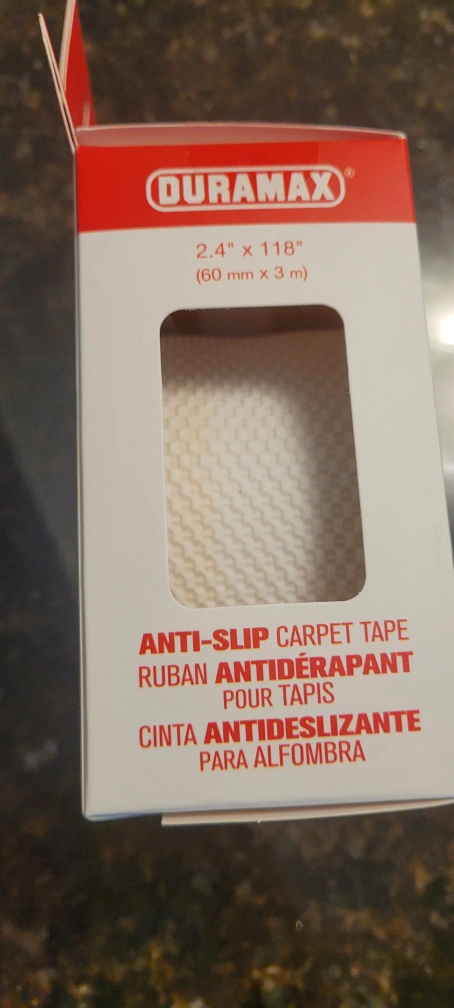 DURAMAX®
2.4" x 118"
(60 mm x 3 m)
ANTI-SLIP CARPET TAPE
RUBAN ANTIDÉRAPANT
POUR TAPIS
CINTA ANTIDESLIZANTE
PARA ALFOMBRA